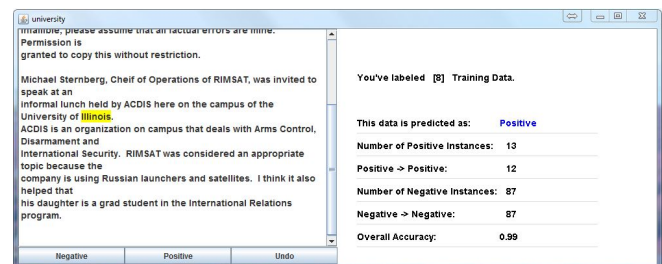 university
infallible, please assume that all factual errors are mine.
Permission is
granted to copy this without restriction.
Michael Sternberg, Cheif of Operations of RIMSAT, was invited to
speak at an
informal lunch held by ACDIS here on the campus of the
University of Illinois.
ACDIS is an organization on campus that deals with Arms Control,
Disarmament and
International Security. RIMSAT was considered an appropriate
topic because the
company is using Russian launchers and satellites. I think it also
helped that
his daughter is a grad student in the International Relations
program.
Negative Positive Undo
You've labeled [8] Training Data.
This data is predicted as: Positive
Number of Positive Instances: 13
Positive -> Positive: 12
Number of Negative Instances: 87
Negative -> Negative: 87
Overall Accuracy: 0.99